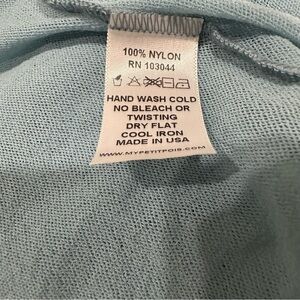 100% NYLON
RN 103044
HAND WASH COLD
NO BLEACH OR
TWISTING
DRY FLAT
COOL IRON
MADE IN USA
WWW.MYPETITPOIS.COM